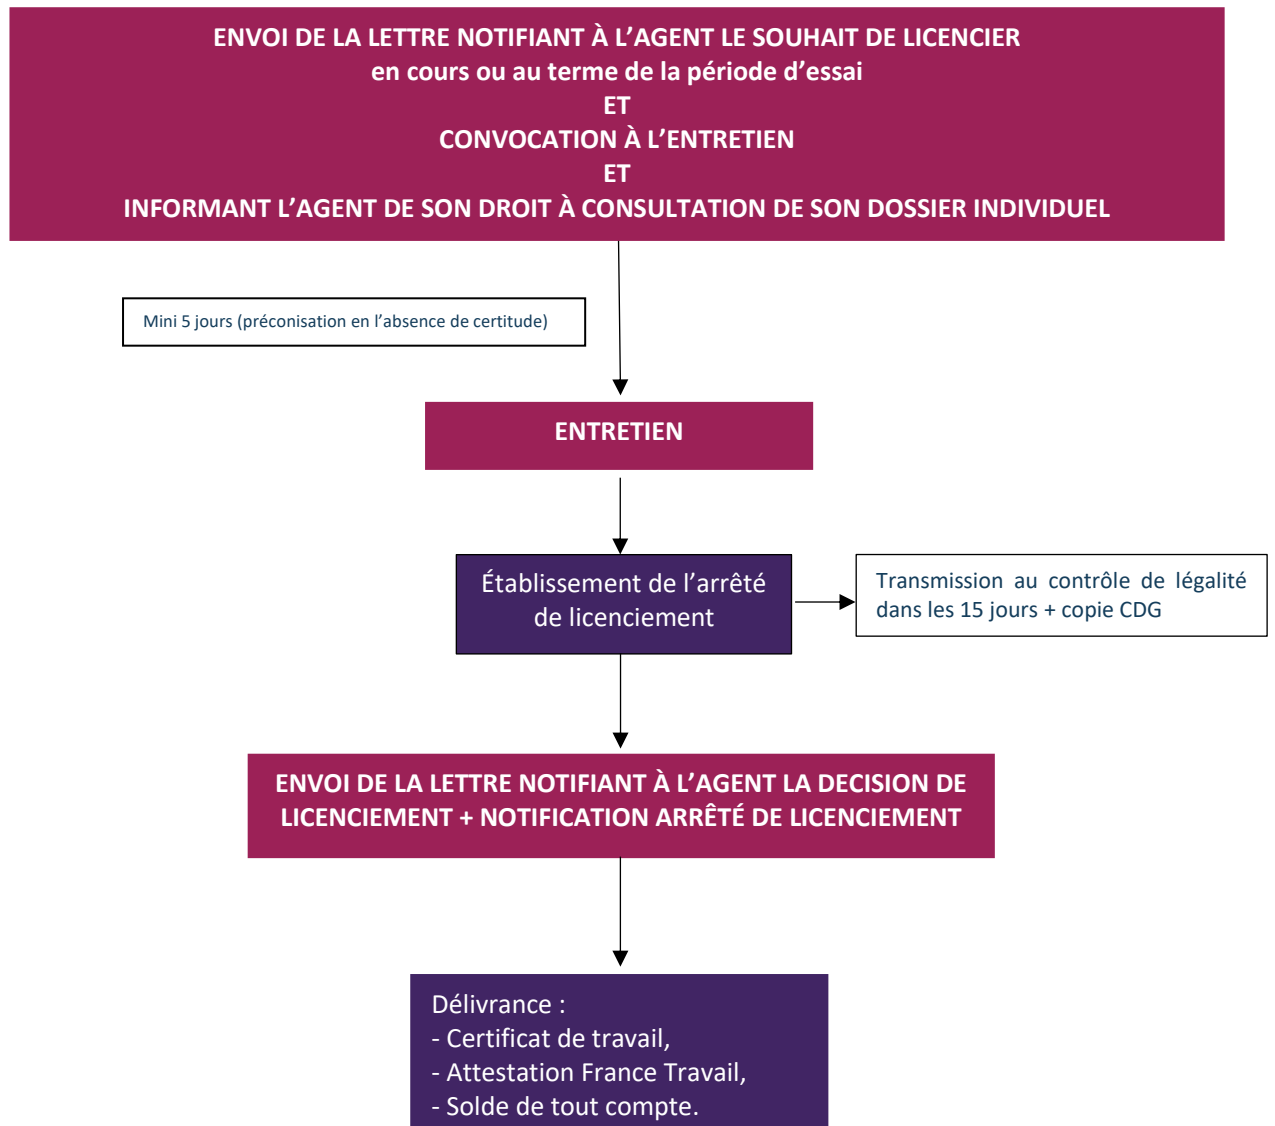 ENVOI DE LA LETTRE NOTIFIANT À L’AGENT LE SOUHAIT DE LICENCIER
en cours ou au terme de la période d’essai
ET
CONVOCATION À L’ENTRETIEN
ET
INFORMANT L’AGENT DE SON DROIT À CONSULTATION DE SON DOSSIER INDIVIDUEL
Mini 5 jours (préconisation en l’absence de certitude)
ENTRETIEN
Établissement de l’arrêté
de licenciement
Transmission au contrôle de légalité
dans les 15 jours + copie CDG
ENVOI DE LA LETTRE NOTIFIANT À L’AGENT LA DECISION DE
LICENCIEMENT + NOTIFICATION ARRÊTÉ DE LICENCIEMENT
Délivrance :
- Certificat de travail,
- Attestation France Travail,
- Solde de tout compte.